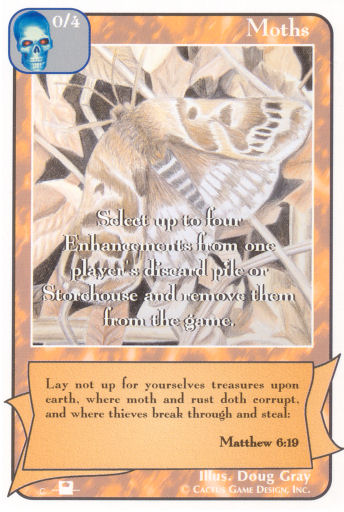 0/4
Moths
Select up to four
Enhancements from one
player's discard pile or
Storehouse and remove them
from the game.
Lay not up for yourselves treasures upon
earth, where moth and rust doth corrupt,
and where thieves break through and steal:
Matthew 6:19
Illus. Doug Gray
© Cactus Game Design, Inc.
C